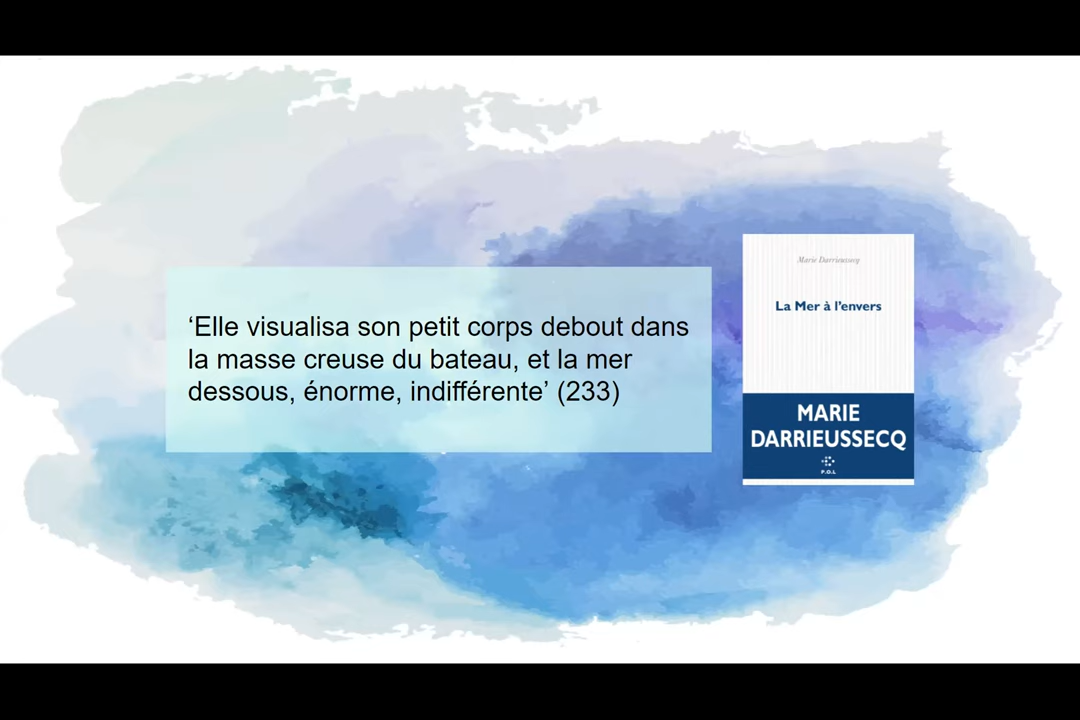 ‘Elle visualisa son petit corps debout dans
la masse creuse du bateau, et la mer
dessous, énorme, indifférente’ (233)
Marie Darrieussecq
La Mer à l’envers
MARIE
DARRIEUSSECQ
P.O.L